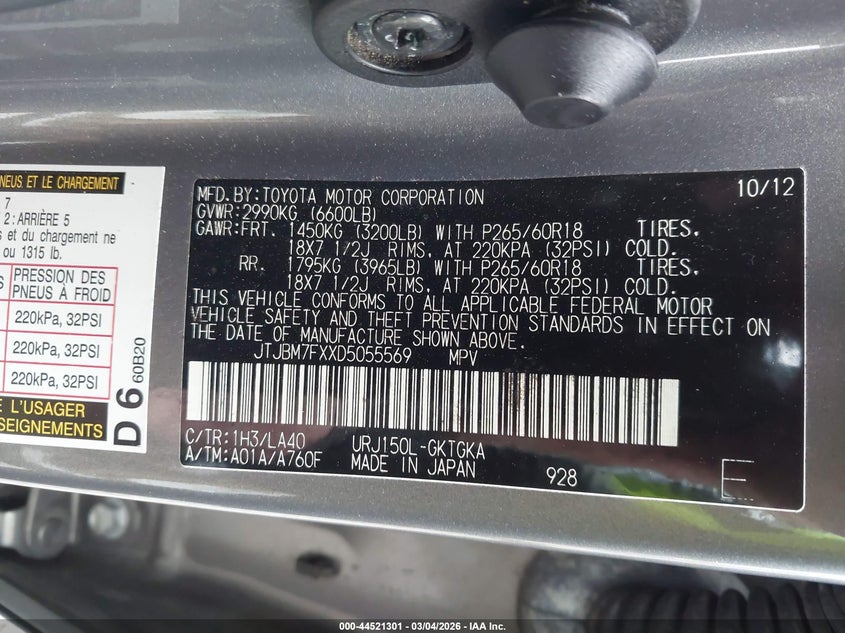 NEUS ET LE CHARGEMENT
7
2: ARRIÈRE 5
s et du chargement ne
ou 1315 lb.
PRESSION DES
PNEUS À FROID
220kPa, 32PSI
220kPa, 32PSI
220kPa, 32PSI
L'USAGER
SEIGNEMENTS
D 6 60B20
MFD.BY:TOYOTA MOTOR CORPORATION 10/12
GVWR:2990KG (6600LB)
GAWR:FRT. 1450KG (3200LB) WITH P265/60R18 TIRES.
18X7 1/2J RIMS, AT 220KPA (32PSI) COLD.
RR. 1795KG (3965LB) WITH P265/60R18 TIRES.
18X7 1/2J RIMS, AT 220KPA (32PSI) COLD.
THIS VEHICLE CONFORMS TO ALL APPLICABLE FEDERAL MOTOR
VEHICLE SAFETY AND THEFT PREVENTION STANDARDS IN EFFECT ON
THE DATE OF MANUFACTURE SHOWN ABOVE.
JTJBM7FXXD5055569 MPV
C/TR:1H3/LA40 URJ150L-GKTGKA
A/TM:A01A/A760F MADE IN JAPAN 928 E
000-44521301 - 03/04/2026 - IAA Inc.